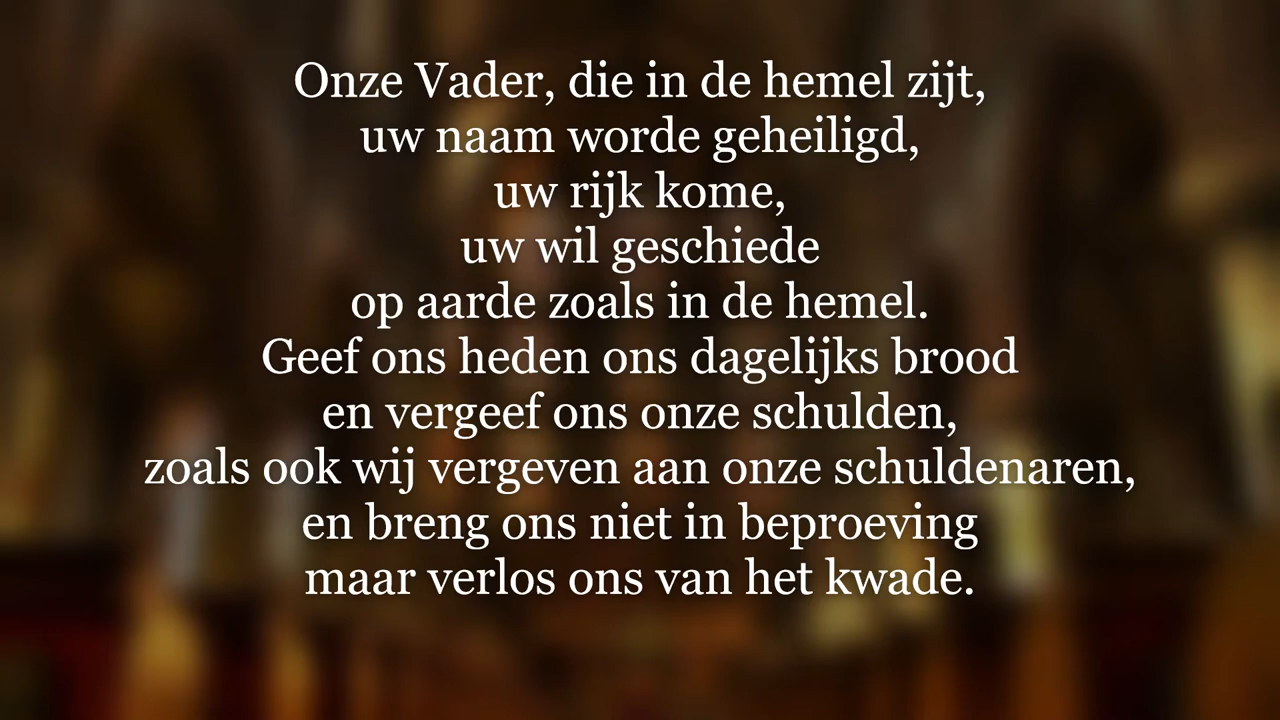 Onze Vader, die in de hemel zijt,
uw naam worde geheiligd,
uw rijk kome,
uw wil geschiede
op aarde zoals in de hemel.
Geef ons heden ons dagelijks brood
en vergeef ons onze schulden,
zoals ook wij vergeven aan onze schuldenaren,
en breng ons niet in beproeving
maar verlos ons van het kwade.